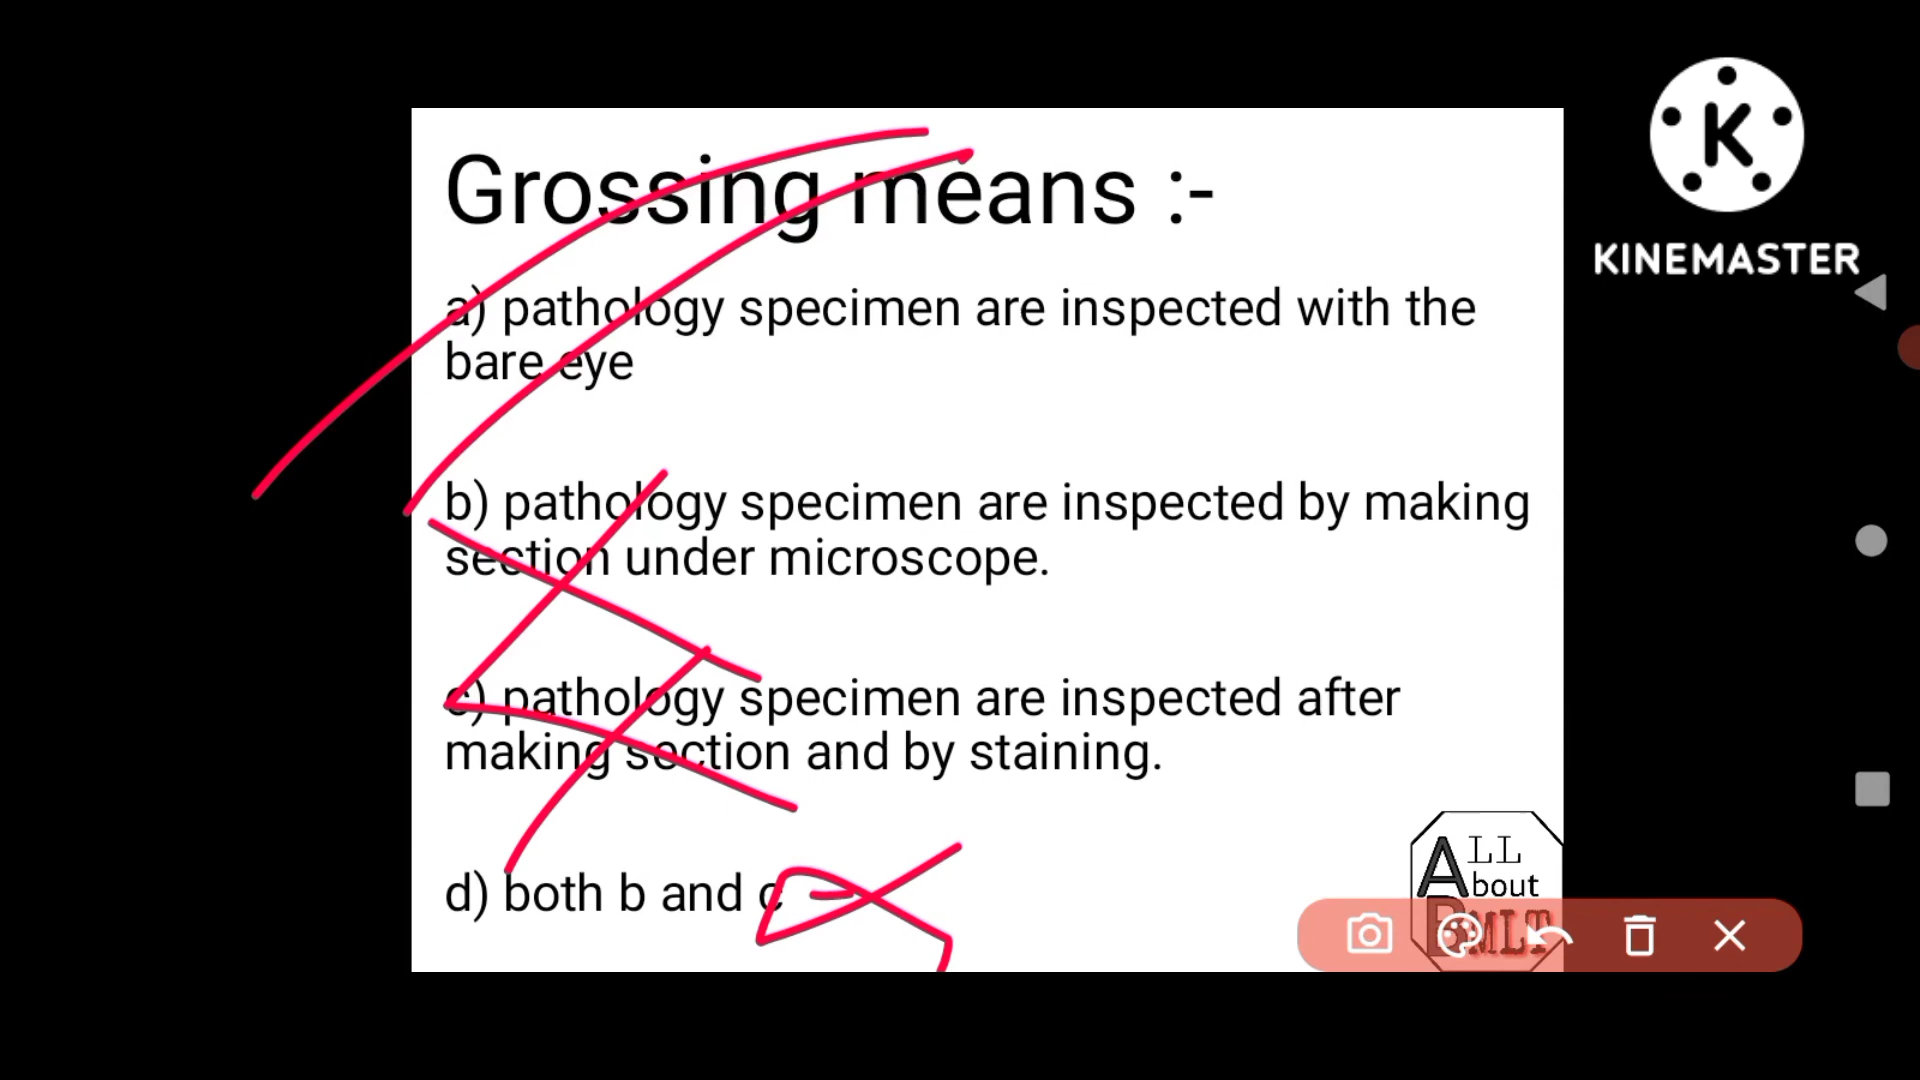 Grossing means :-
a) pathology specimen are inspected with the
bare eye
b) pathology specimen are inspected by making
section under microscope.
c) pathology specimen are inspected after
making section and by staining.
d) both b and c
K
KINEMASTER
ALL
About
BMLT